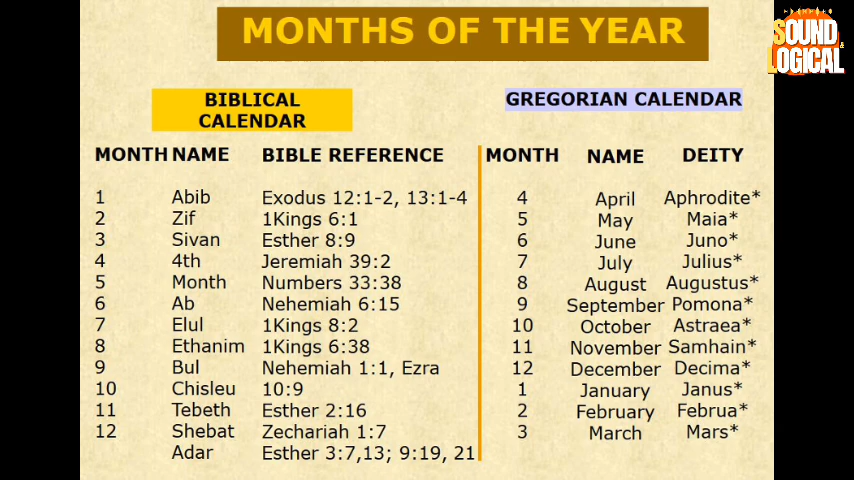 MONTHS OF THE YEAR
SOUND &
LOGICAL
BIBLICAL
CALENDAR
GREGORIAN CALENDAR
MONTH NAME BIBLE REFERENCE MONTH NAME DEITY
1 Abib Exodus 12:1-2, 13:1-4 4 April Aphrodite*
2 Zif 1Kings 6:1 5 May Maia*
3 Sivan Esther 8:9 6 June Juno*
4 4th Jeremiah 39:2 7 July Julius*
5 Month Numbers 33:38 8 August Augustus*
6 Ab Nehemiah 6:15 9 September Pomona*
7 Elul 1Kings 8:2 10 October Astraea*
8 Ethanim 1Kings 6:38 11 November Samhain*
9 Bul Nehemiah 1:1, Ezra 12 December Decima*
10 Chisleu 10:9 1 January Janus*
11 Tebeth Esther 2:16 2 February Februa*
12 Shebat Zechariah 1:7 3 March Mars*
Adar Esther 3:7,13; 9:19, 21